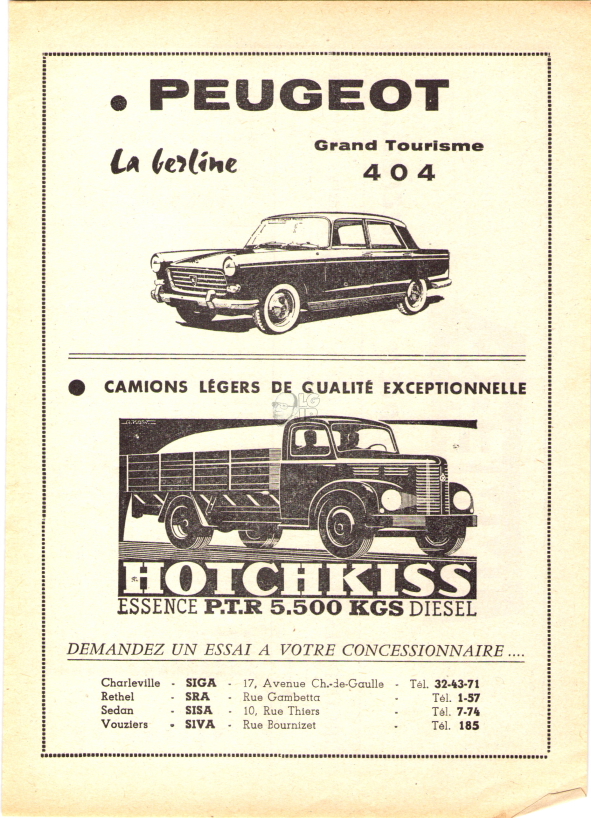 • PEUGEOT
La berline
Grand Tourisme
404
• CAMIONS LÉGERS DE QUALITÉ EXCEPTIONNELLE
HOTCHKISS
ESSENCE P.T.R 5.500 KGS DIESEL
DEMANDEZ UN ESSAI A VOTRE CONCESSIONNAIRE ....
Charleville - SIGA - 17, Avenue Ch.-de-Gaulle - Tél. 32-43-71
Rethel - SRA - Rue Gambetta - Tél. 1-57
Sedan - SISA - 10, Rue Thiers - Tél. 7-74
Vouziers - SIVA - Rue Bournizet - Tél. 185